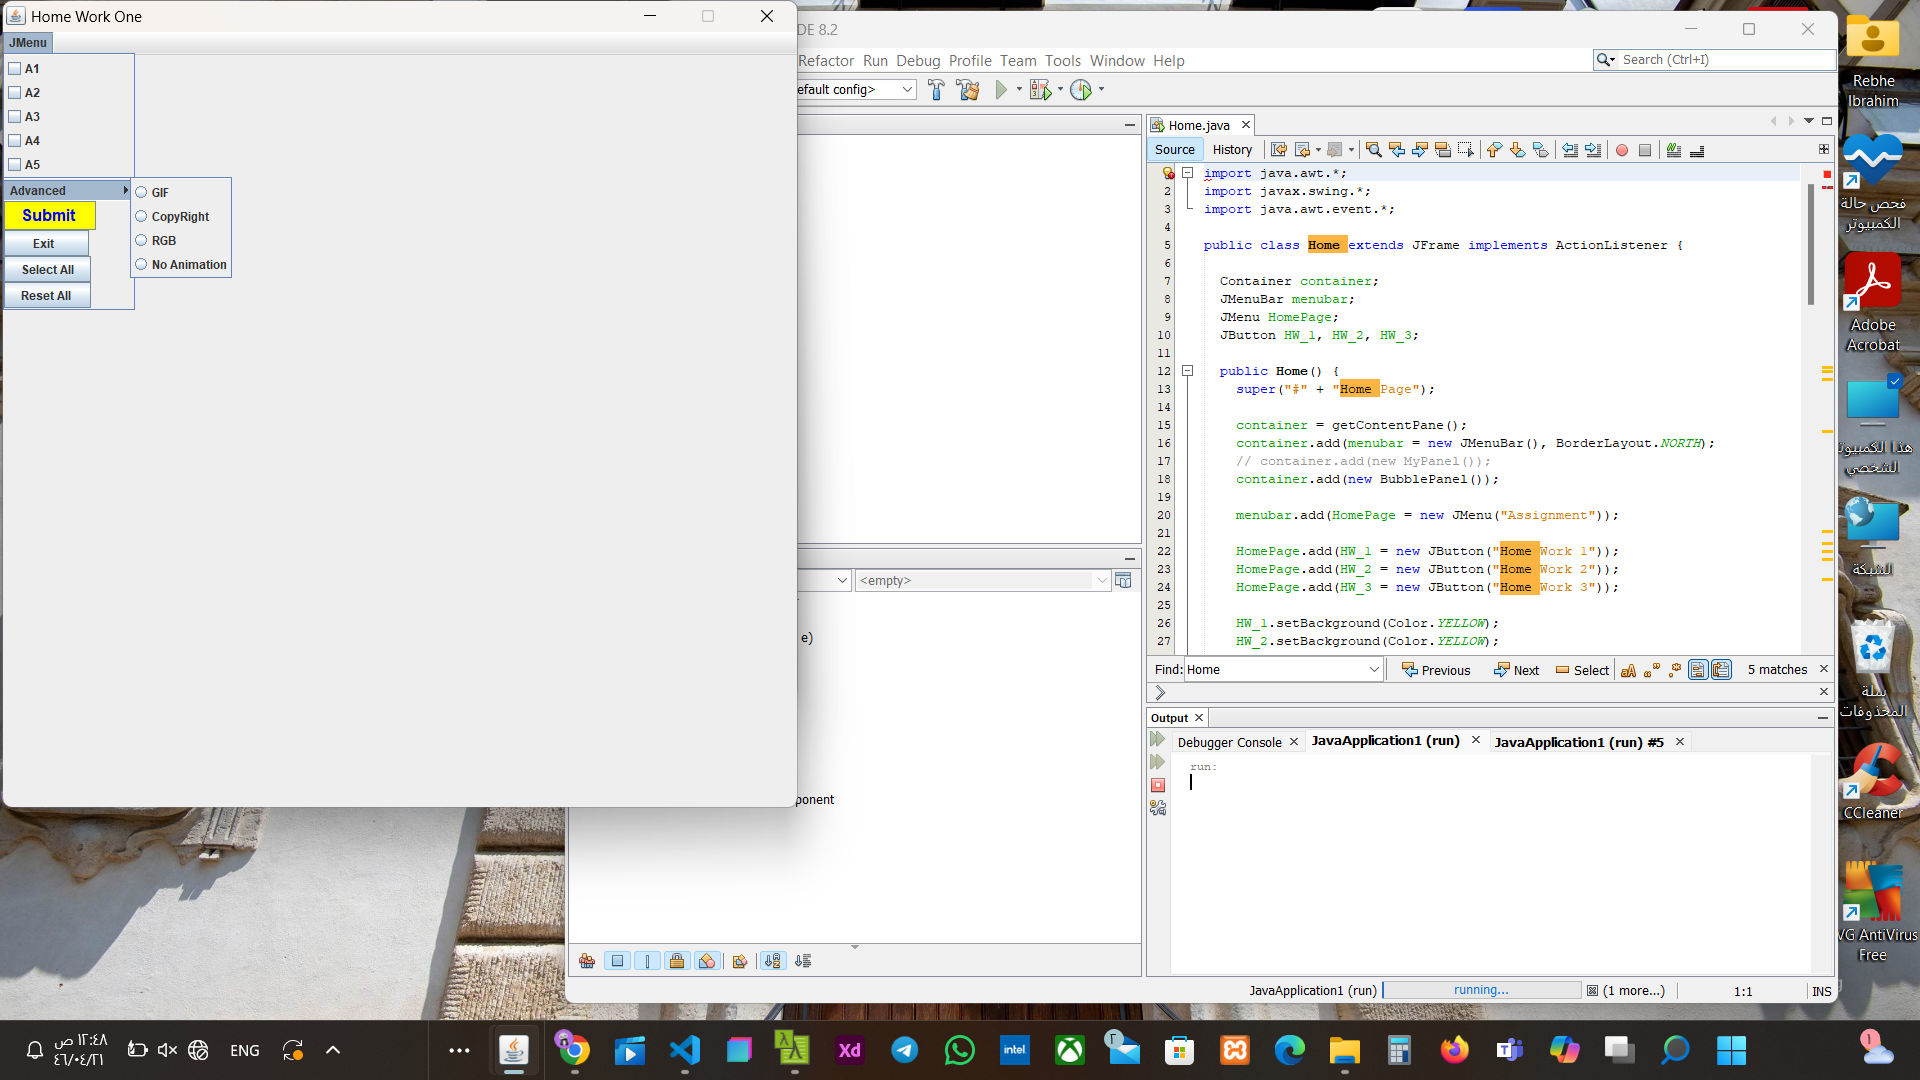 Home Work One
JMenu
A1
A2
A3
A4
A5
Advanced
Submit
Exit
Select All
Reset All
GIF
CopyRight
RGB
No Animation
DE 8.2
Refactor Run Debug Profile Team Tools Window Help
Search (Ctrl+I)
efault config>
Home.java
Source History
import java.awt.*;
2 import javax.swing.*;
3 import java.awt.event.*;
4
5 public class Home extends JFrame implements ActionListener {
6
7 Container container;
8 JMenuBar menubar;
9 JMenu HomePage;
10 JButton HW_1, HW_2, HW_3;
11
12 public Home() {
13 super("#" + "Home Page");
14
15 container = getContentPane();
16 container.add(menubar = new JMenuBar(), BorderLayout.NORTH);
17 // container.add(new MyPanel());
18 container.add(new BubblePanel());
19
20 menubar.add(HomePage = new JMenu("Assignment"));
21
22 HomePage.add(HW_1 = new JButton("Home Work 1"));
23 HomePage.add(HW_2 = new JButton("Home Work 2"));
24 HomePage.add(HW_3 = new JButton("Home Work 3"));
25
26 HW_1.setBackground(Color.YELLOW);
27 HW_2.setBackground(Color.YELLOW);
Find: Home Previous Next Select 5 matches
<empty>
e)
ponent
Output
Debugger Console JavaApplication1 (run) JavaApplication1 (run) #5
run:
JavaApplication1 (run) running... (1 more...) 1:1 INS
Rebhe
Ibrahim
فحص حالة
الكمبيوتر
Adobe
Acrobat
هذا الكمبيوتر
الشخصي
الشبكة
سلة
المحذوفات
CCleaner
VG AntiVirus
Free
١٢:٤٨ ص
٤٦/٠٤/٢١
ENG
Xd
intel
٢
1